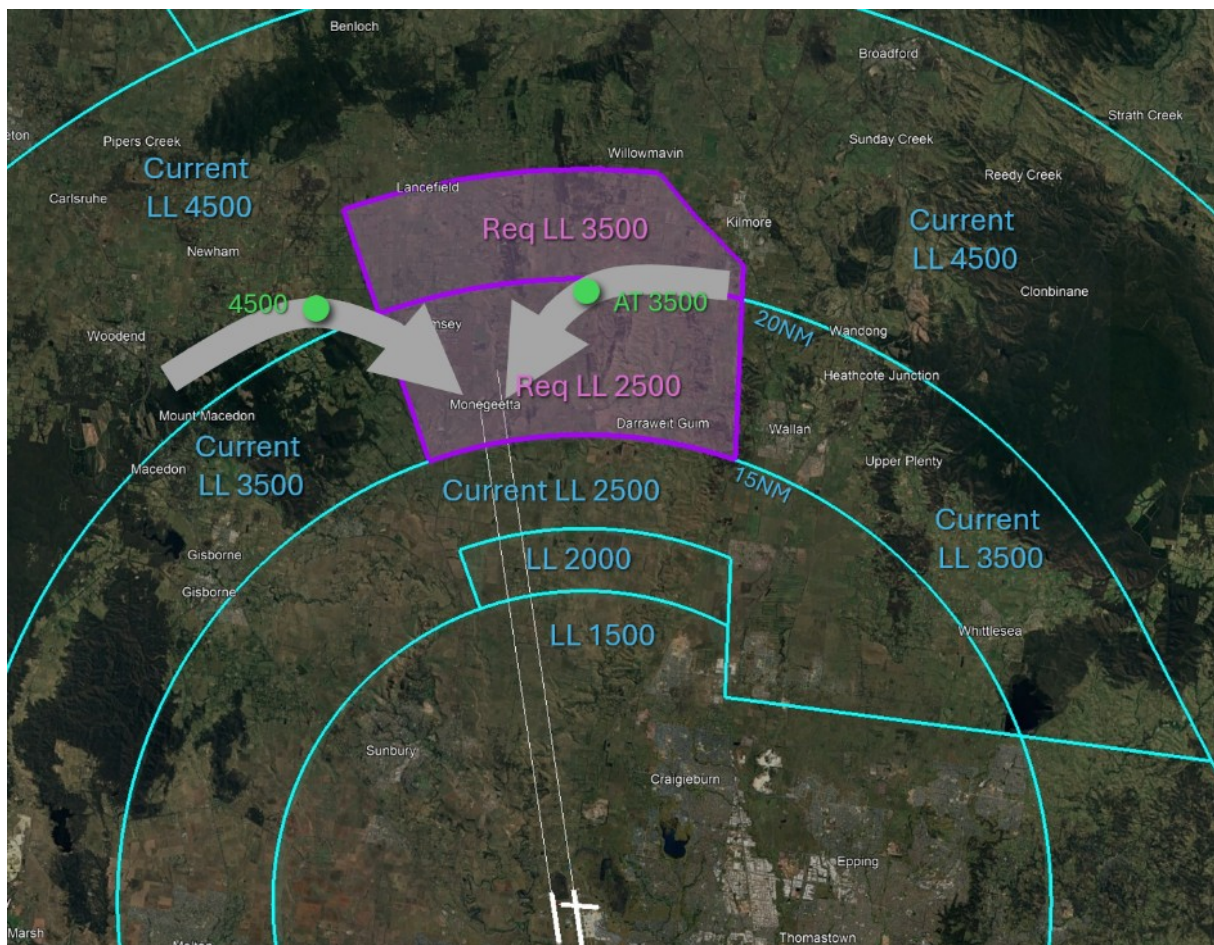 Benloch
Broadford
Strath Creek
eton
Pipers Creek
Sunday Creek
Willowmavin
Current
LL 4500
Reedy Creek
Lancefield
Carlsruhe
Kilmore
Current
LL 4500
Req LL 3500
Newham
Clonbinane
4500
AT 3500
msey
20NM
Wandong
Woodend
Heathcote Junction
Req LL 2500
Monegeetta
Mount Macedon
Darraweit Guim
Wallan
Current
LL 3500
Macedon
Upper Plenty
15NM
Current LL 2500
Current
LL 3500
Gisborne
LL 2000
Gisborne
LL 1500
Whittlesea
Sunbury
Craigieburn
Epping
Marsh
Melton
Thomastown